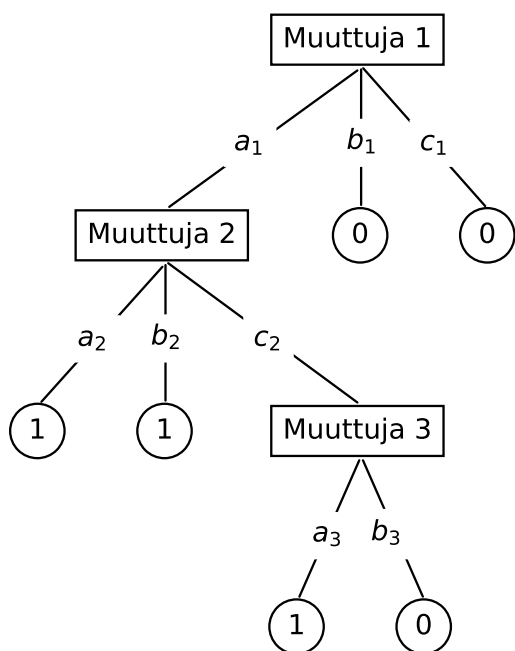 Muuttuja 1
a₁ b₁ c₁
Muuttuja 2 0 0
a₂ b₂ c₂
1 1 Muuttuja 3
a₃ b₃
1 0